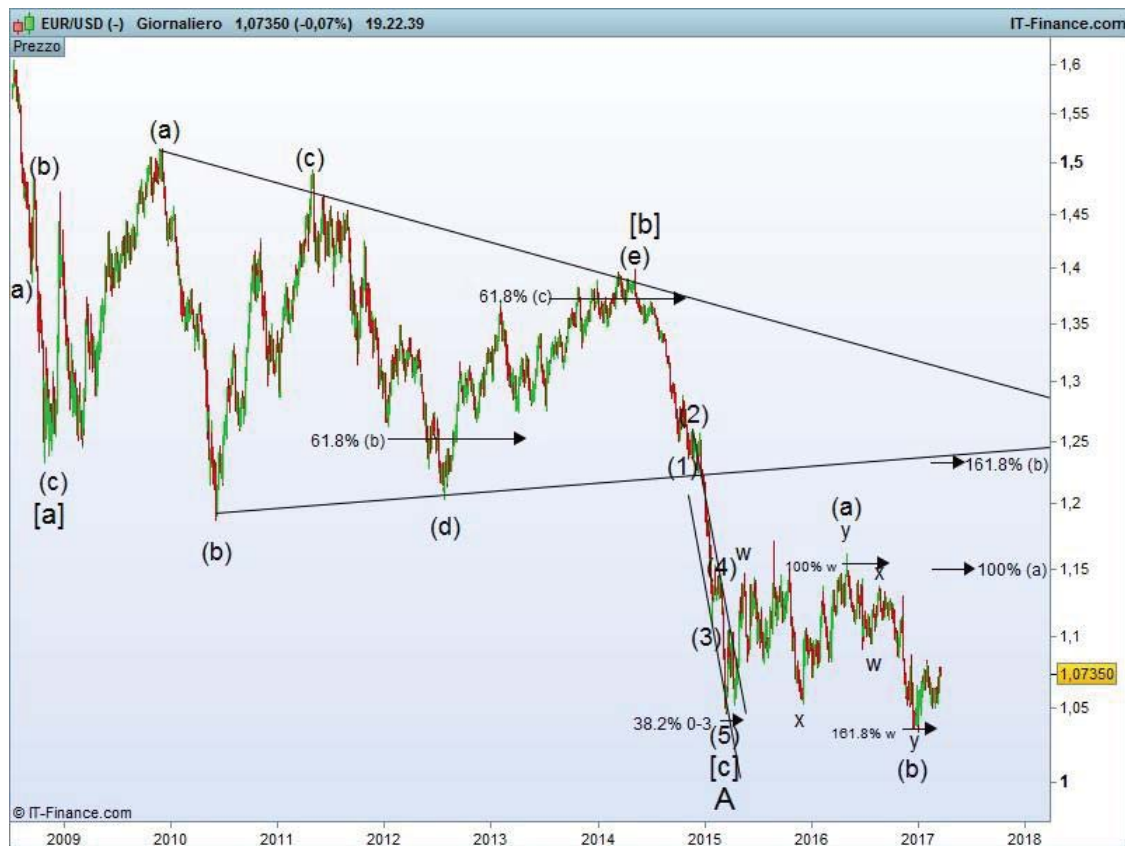 EUR/USD (-) Giornaliero 1,07350 (-0,07%) 19.22.39 IT-Finance.com
Prezzo
1,6
1,55
(a)
1,5
(b)
(c)
1,45
[b]
(e)
1,4
a)
61.8% (c)
1,35
1,3
(2)
61.8% (b)
1,25
(1)
161.8% (b)
(c)
[a]
(d)
1,2
(b)
(a)
y
w
(4)
100% w
x
100% (a)
1,15
(3)
1,1
w
1,07350
x
38.2% 0-3
(5)
161.8% w
y
1,05
[c]
(b)
A
1
© IT-Finance.com
2009 2010 2011 2012 2013 2014 2015 2016 2017 2018